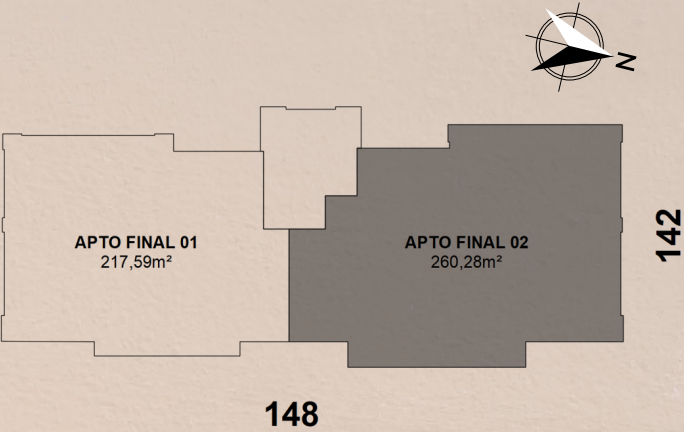 N
APTO FINAL 01
217,59m²
APTO FINAL 02
260,28m²
142
148